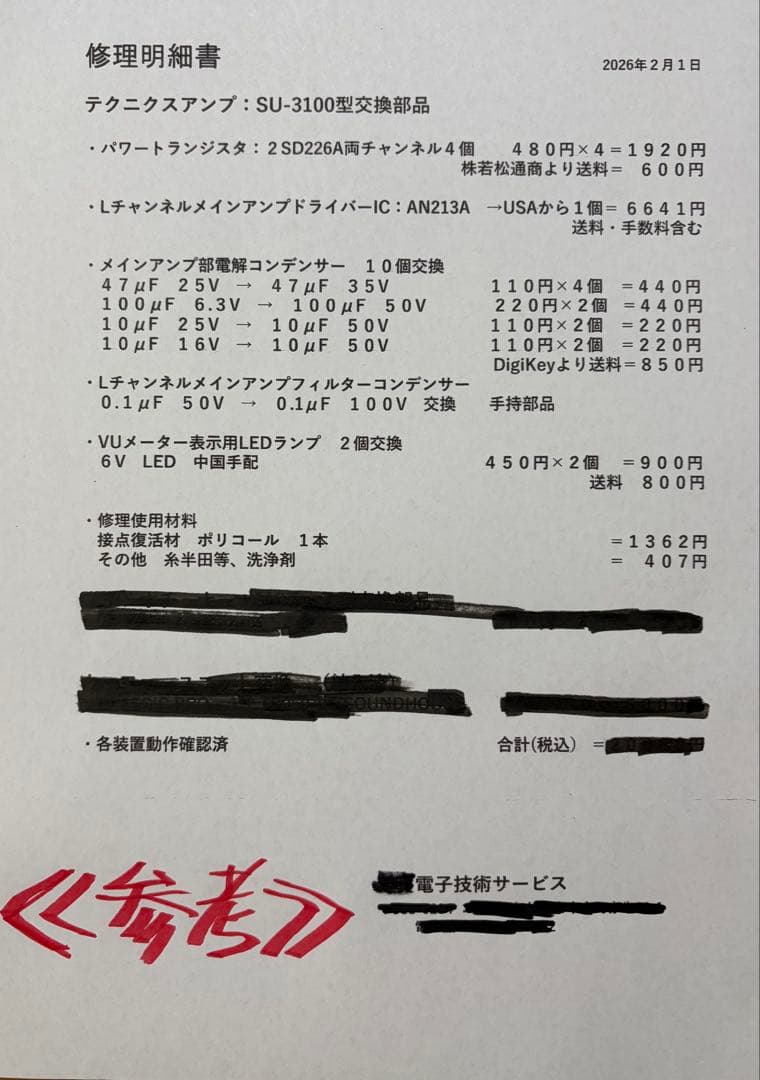 修理明細書
2026年2月1日
テクニクスアンプ：SU-3100型交換部品
・パワートランジスタ：２SD226A両チャンネル４個　４８０円×４＝１９２０円
株若松通商より送料＝　６００円
・LチャンネルメインアンプドライバーIC：AN213A　→USAから１個＝６６４１円
送料・手数料含む
・メインアンプ部電解コンデンサー　１０個交換
４７μF　２５V　→　４７μF　３５V　１１０円×４個　＝４４０円
１００μF　６.３V　→　１００μF　５０V　２２０円×２個　＝４４０円
１０μF　２５V　→　１０μF　５０V　１１０円×２個　＝２２０円
１０μF　１６V　→　１０μF　５０V　１１０円×２個　＝２２０円
DigiKeyより送料＝８５０円
・Lチャンネルメインアンプフィルターコンデンサー
０.１μF　５０V　→　0.1μF　１００V　交換　手持部品
・VUメーター表示用LEDランプ　２個交換
６V　LED　中国手配　４５０円×２個　＝９００円
送料　８００円
・修理使用材料
接点復活材　ポリコール　１本　＝１３６２円
その他　糸半田等、洗浄剤　＝　４０７円
SOUNDHOU
・各装置動作確認済　合計(税込)　＝
《参考》
電子技術サービス